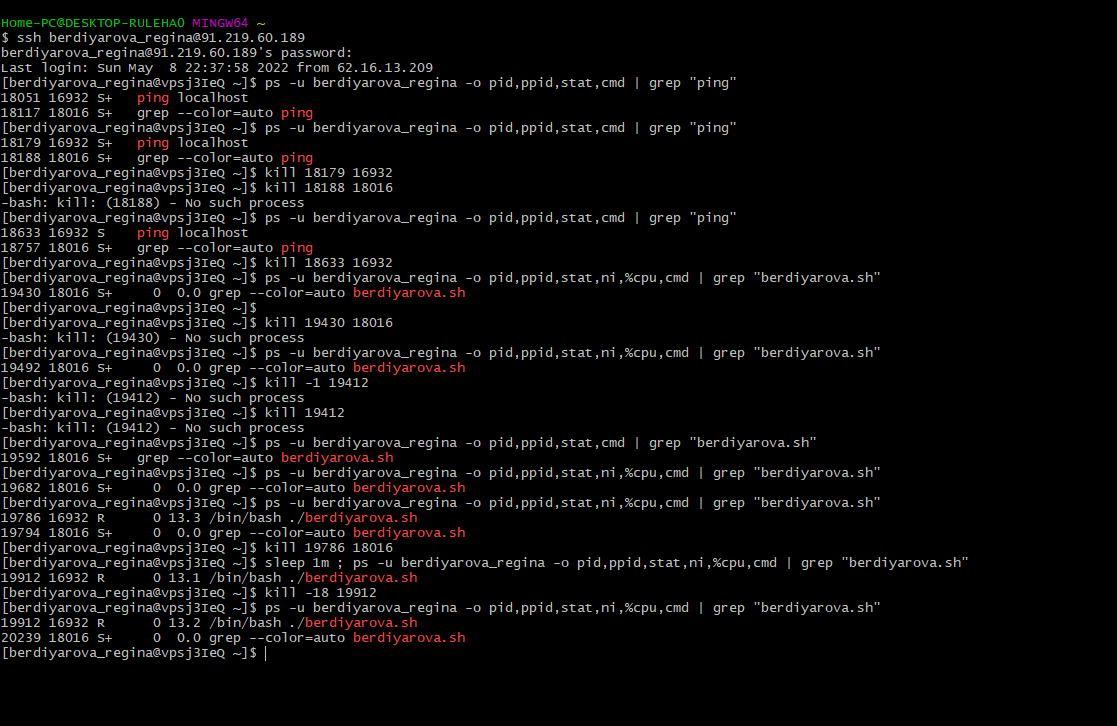 Home-PC@DESKTOP-RULEHA0 MINGW64 ~
$ ssh berdiyarova_regina@91.219.60.189
berdiyarova_regina@91.219.60.189's password:
Last login: Sun May  8 22:37:58 2022 from 62.16.13.209
[berdiyarova_regina@vpsj3IeQ ~]$ ps -u berdiyarova_regina -o pid,ppid,stat,cmd | grep "ping"
18051 16932 S+   ping localhost
18117 18016 S+   grep --color=auto ping
[berdiyarova_regina@vpsj3IeQ ~]$ ps -u berdiyarova_regina -o pid,ppid,stat,cmd | grep "ping"
18179 16932 S+   ping localhost
18188 18016 S+   grep --color=auto ping
[berdiyarova_regina@vpsj3IeQ ~]$ kill 18179 16932
[berdiyarova_regina@vpsj3IeQ ~]$ kill 18188 18016
-bash: kill: (18188) - No such process
[berdiyarova_regina@vpsj3IeQ ~]$ ps -u berdiyarova_regina -o pid,ppid,stat,cmd | grep "ping"
18633 16932 S    ping localhost
18757 18016 S+   grep --color=auto ping
[berdiyarova_regina@vpsj3IeQ ~]$ kill 18633 16932
[berdiyarova_regina@vpsj3IeQ ~]$ ps -u berdiyarova_regina -o pid,ppid,stat,ni,%cpu,cmd | grep "berdiyarova.sh"
19430 18016 S+     0  0.0 grep --color=auto berdiyarova.sh
[berdiyarova_regina@vpsj3IeQ ~]$
[berdiyarova_regina@vpsj3IeQ ~]$ kill 19430 18016
-bash: kill: (19430) - No such process
[berdiyarova_regina@vpsj3IeQ ~]$ ps -u berdiyarova_regina -o pid,ppid,stat,ni,%cpu,cmd | grep "berdiyarova.sh"
19492 18016 S+     0  0.0 grep --color=auto berdiyarova.sh
[berdiyarova_regina@vpsj3IeQ ~]$ kill -1 19412
-bash: kill: (19412) - No such process
[berdiyarova_regina@vpsj3IeQ ~]$ kill 19412
-bash: kill: (19412) - No such process
[berdiyarova_regina@vpsj3IeQ ~]$ ps -u berdiyarova_regina -o pid,ppid,stat,cmd | grep "berdiyarova.sh"
19592 18016 S+   grep --color=auto berdiyarova.sh
[berdiyarova_regina@vpsj3IeQ ~]$ ps -u berdiyarova_regina -o pid,ppid,stat,ni,%cpu,cmd | grep "berdiyarova.sh"
19682 18016 S+     0  0.0 grep --color=auto berdiyarova.sh
[berdiyarova_regina@vpsj3IeQ ~]$ ps -u berdiyarova_regina -o pid,ppid,stat,ni,%cpu,cmd | grep "berdiyarova.sh"
19786 16932 R      0 13.3 /bin/bash ./berdiyarova.sh
19794 18016 S+     0  0.0 grep --color=auto berdiyarova.sh
[berdiyarova_regina@vpsj3IeQ ~]$ kill 19786 18016
[berdiyarova_regina@vpsj3IeQ ~]$ sleep 1m ; ps -u berdiyarova_regina -o pid,ppid,stat,ni,%cpu,cmd | grep "berdiyarova.sh"
19912 16932 R      0 13.1 /bin/bash ./berdiyarova.sh
[berdiyarova_regina@vpsj3IeQ ~]$ kill -18 19912
[berdiyarova_regina@vpsj3IeQ ~]$ ps -u berdiyarova_regina -o pid,ppid,stat,ni,%cpu,cmd | grep "berdiyarova.sh"
19912 16932 R      0 13.2 /bin/bash ./berdiyarova.sh
20239 18016 S+     0  0.0 grep --color=auto berdiyarova.sh
[berdiyarova_regina@vpsj3IeQ ~]$